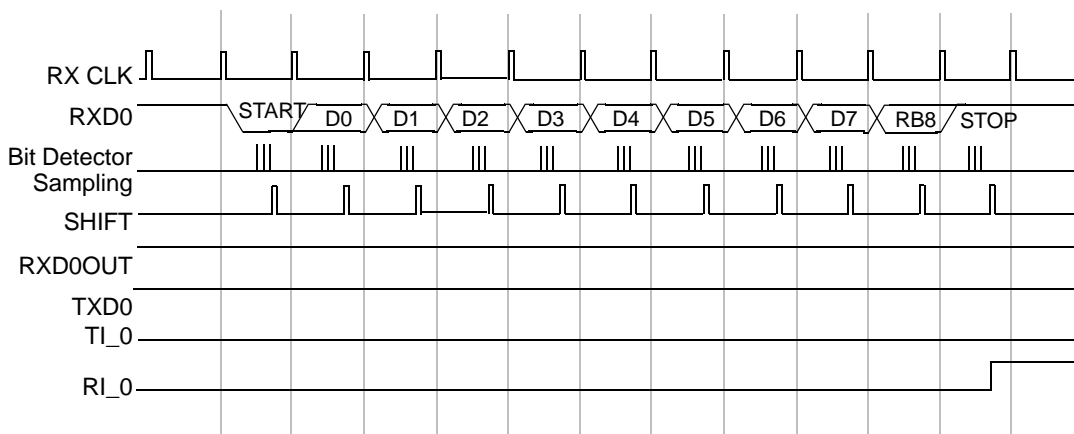 RX CLK
RXD0
START D0 D1 D2 D3 D4 D5 D6 D7 RB8 STOP
Bit Detector
Sampling
SHIFT
RXD0OUT
TXD0
TI_0
RI_0